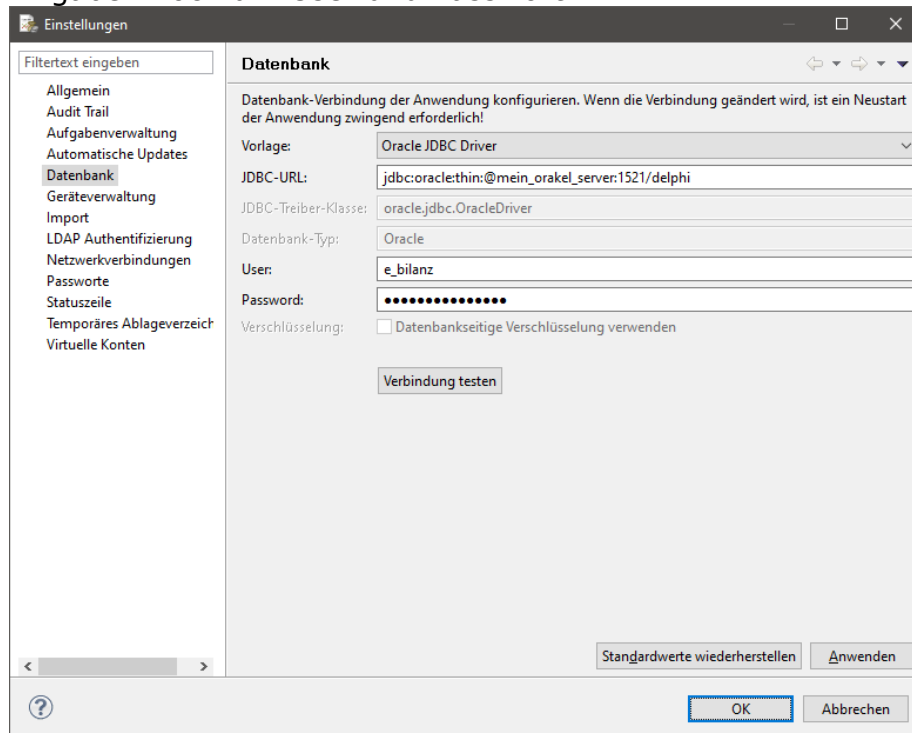 Einstellungen
Filtertext eingeben
Allgemein
Audit Trail
Aufgabenverwaltung
Automatische Updates
Datenbank
Geräteverwaltung
Import
LDAP Authentifizierung
Netzwerkverbindungen
Passworte
Statuszeile
Temporäres Ablageverzeich
Virtuelle Konten
Datenbank
Datenbank-Verbindung der Anwendung konfigurieren. Wenn die Verbindung geändert wird, ist ein Neustart
der Anwendung zwingend erforderlich!
Vorlage: Oracle JDBC Driver
JDBC-URL: jdbc:oracle:thin:@mein_orakel_server:1521/delphi
JDBC-Treiber-Klasse: oracle.jdbc.OracleDriver
Datenbank-Typ: Oracle
User: e_bilanz
Password: ●●●●●●●●●●●●●●●
Verschlüsselung: Datenbankseitige Verschlüsselung verwenden
Verbindung testen
Standardwerte wiederherstellen Anwenden
OK Abbrechen